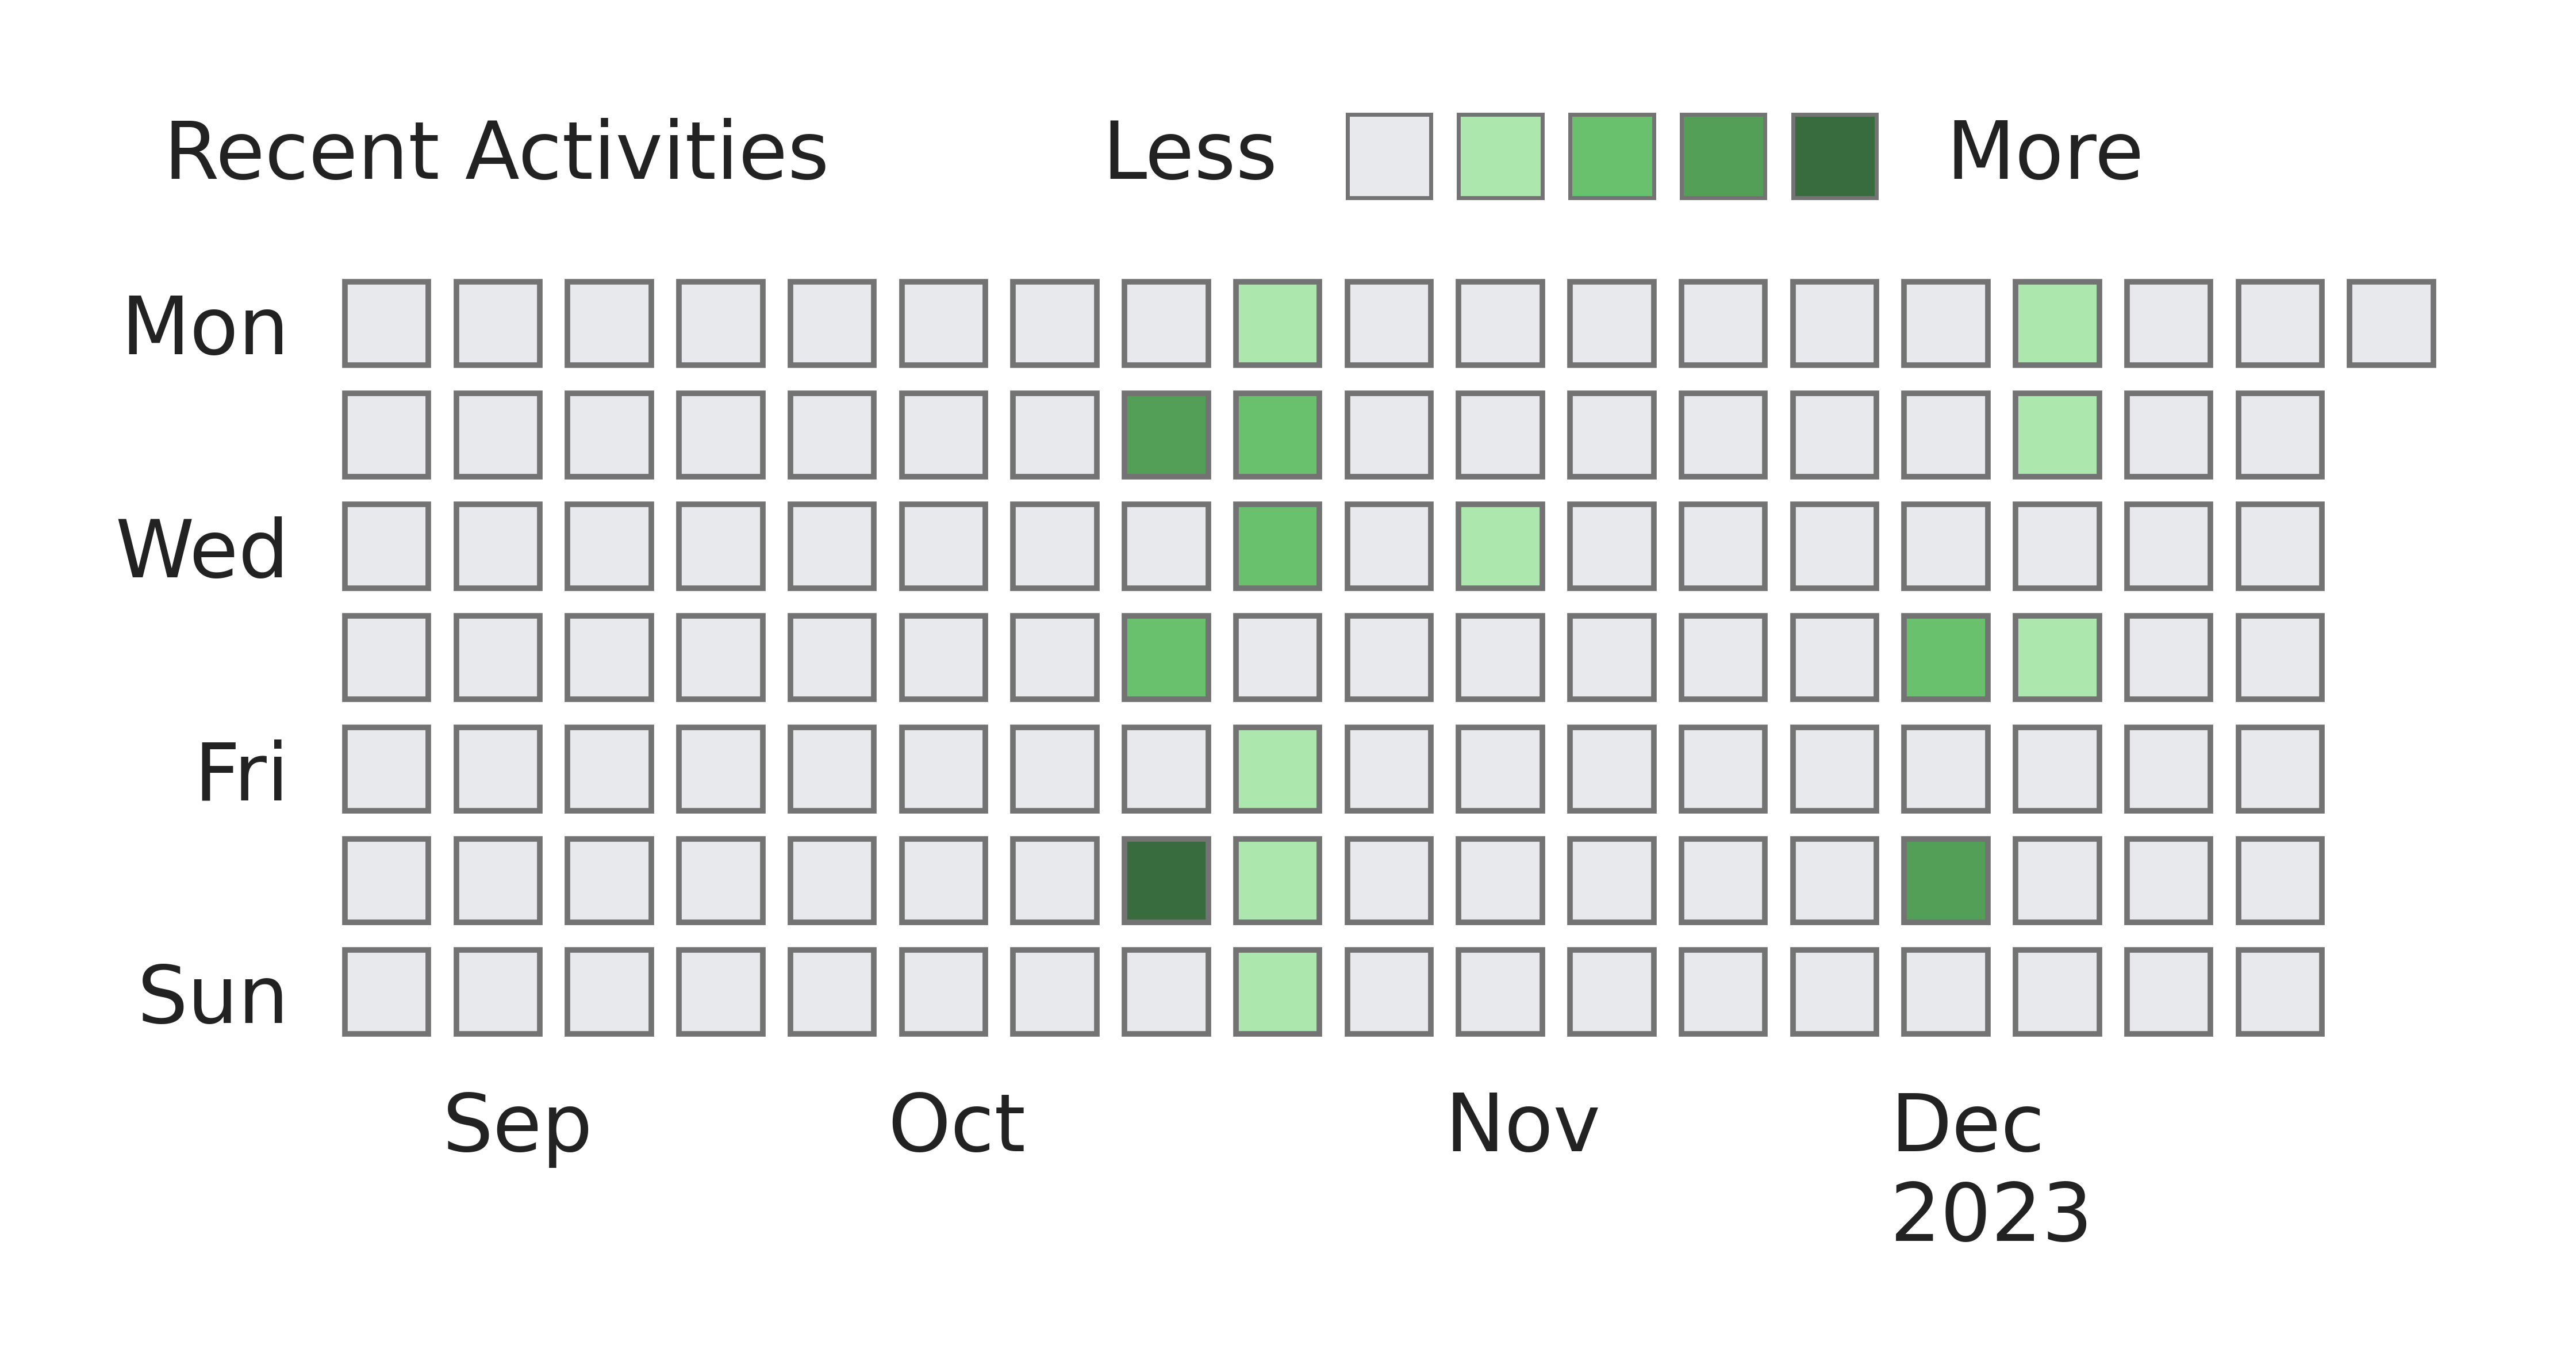 Recent Activities
Less More
Mon
Wed
Fri
Sun
Sep Oct Nov Dec
2023